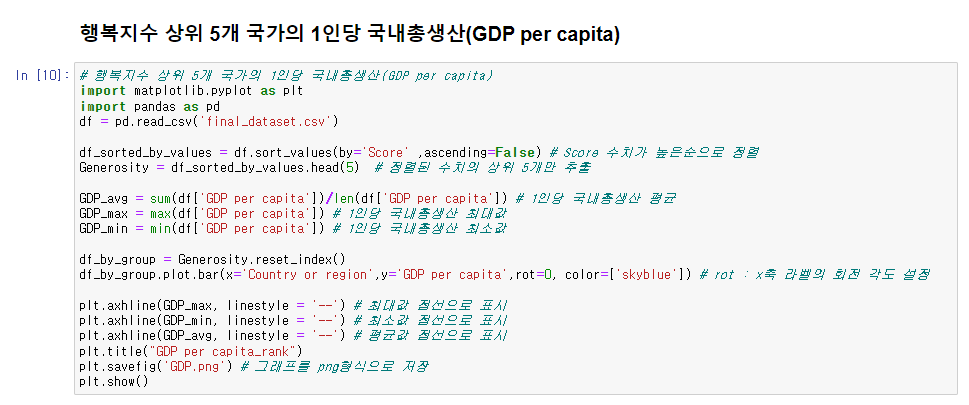 행복지수 상위 5개 국가의 1인당 국내총생산(GDP per capita)
In [10]: # 행복지수 상위 5개 국가의 1인당 국내총생산(GDP per capita)
import matplotlib.pyplot as plt
import pandas as pd
df = pd.read_csv('final_dataset.csv')
df_sorted_by_values = df.sort_values(by='Score' ,ascending=False) # Score 수치가 높은순으로 정렬
Generosity = df_sorted_by_values.head(5)  # 정렬된 수치의 상위 5개만 추출
GDP_avg = sum(df['GDP per capita'])/len(df['GDP per capita']) # 1인당 국내총생산 평균
GDP_max = max(df['GDP per capita']) # 1인당 국내총생산 최대값
GDP_min = min(df['GDP per capita']) # 1인당 국내총생산 최소값
df_by_group = Generosity.reset_index()
df_by_group.plot.bar(x='Country or region',y='GDP per capita',rot=0, color=['skyblue']) # rot : x축 라벨의 회전 각도 설정
plt.axhline(GDP_max, linestyle = '--') # 최대값 점선으로 표시
plt.axhline(GDP_min, linestyle = '--') # 최소값 점선으로 표시
plt.axhline(GDP_avg, linestyle = '--') # 평균값 점선으로 표시
plt.title("GDP per capita_rank")
plt.savefig('GDP.png') # 그래프를 png형식으로 저장
plt.show()